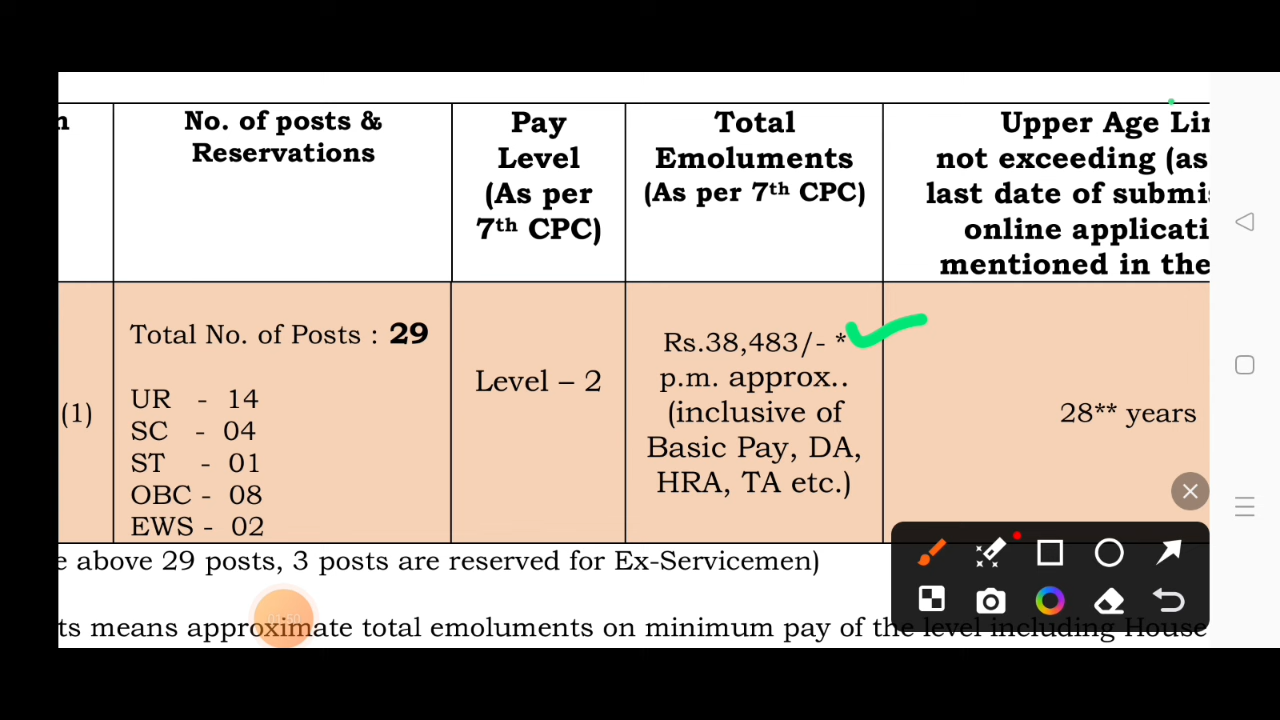 n
No. of posts &
Reservations
Pay
Level
(As per
7th CPC)
Total
Emoluments
(As per 7th CPC)
Upper Age Lim
not exceeding (as
last date of submis
online applicati
mentioned in the
(1)
Total No. of Posts : 29
UR - 14
SC - 04
ST - 01
OBC - 08
EWS - 02
Level – 2
Rs.38,483/- *
p.m. approx..
(inclusive of
Basic Pay, DA,
HRA, TA etc.)
28** years
e above 29 posts, 3 posts are reserved for Ex-Servicemen)
ts means approximate total emoluments on minimum pay of the level including House